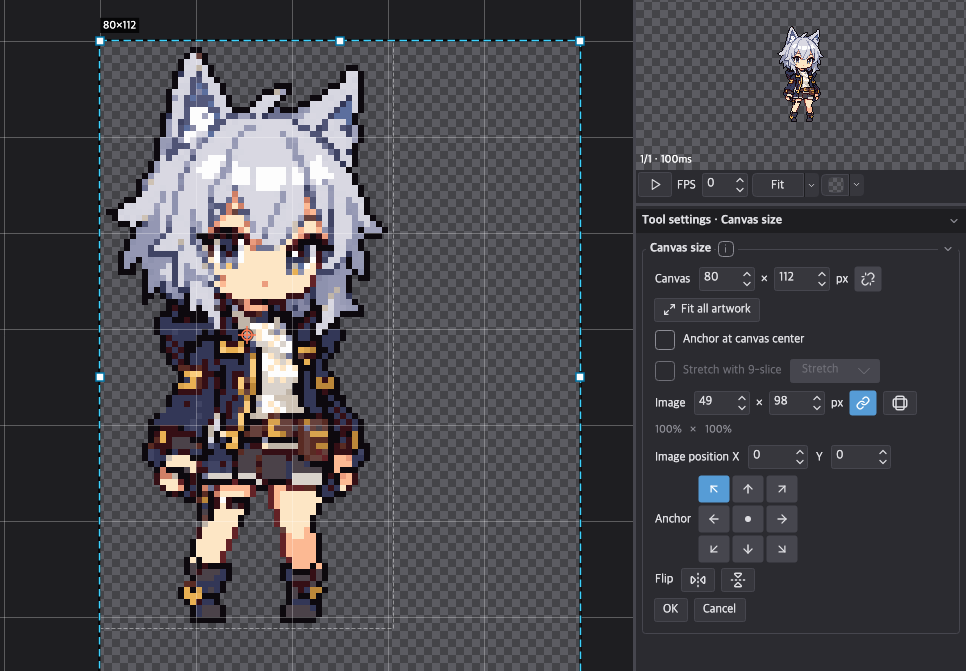 80×112
1/1 · 100ms
FPS 0 Fit
Tool settings · Canvas size
Canvas size i
Canvas 80 × 112 px
Fit all artwork
Anchor at canvas center
Stretch with 9-slice Stretch
Image 49 × 98 px
100% × 100%
Image position X 0 Y 0
Anchor
Flip
OK Cancel